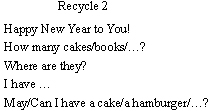 Recycle 2
Happy New Year to You!
How many cakes/books/…?
Where are they?
I have …
May/Can I have a cake/a hamburger/…?